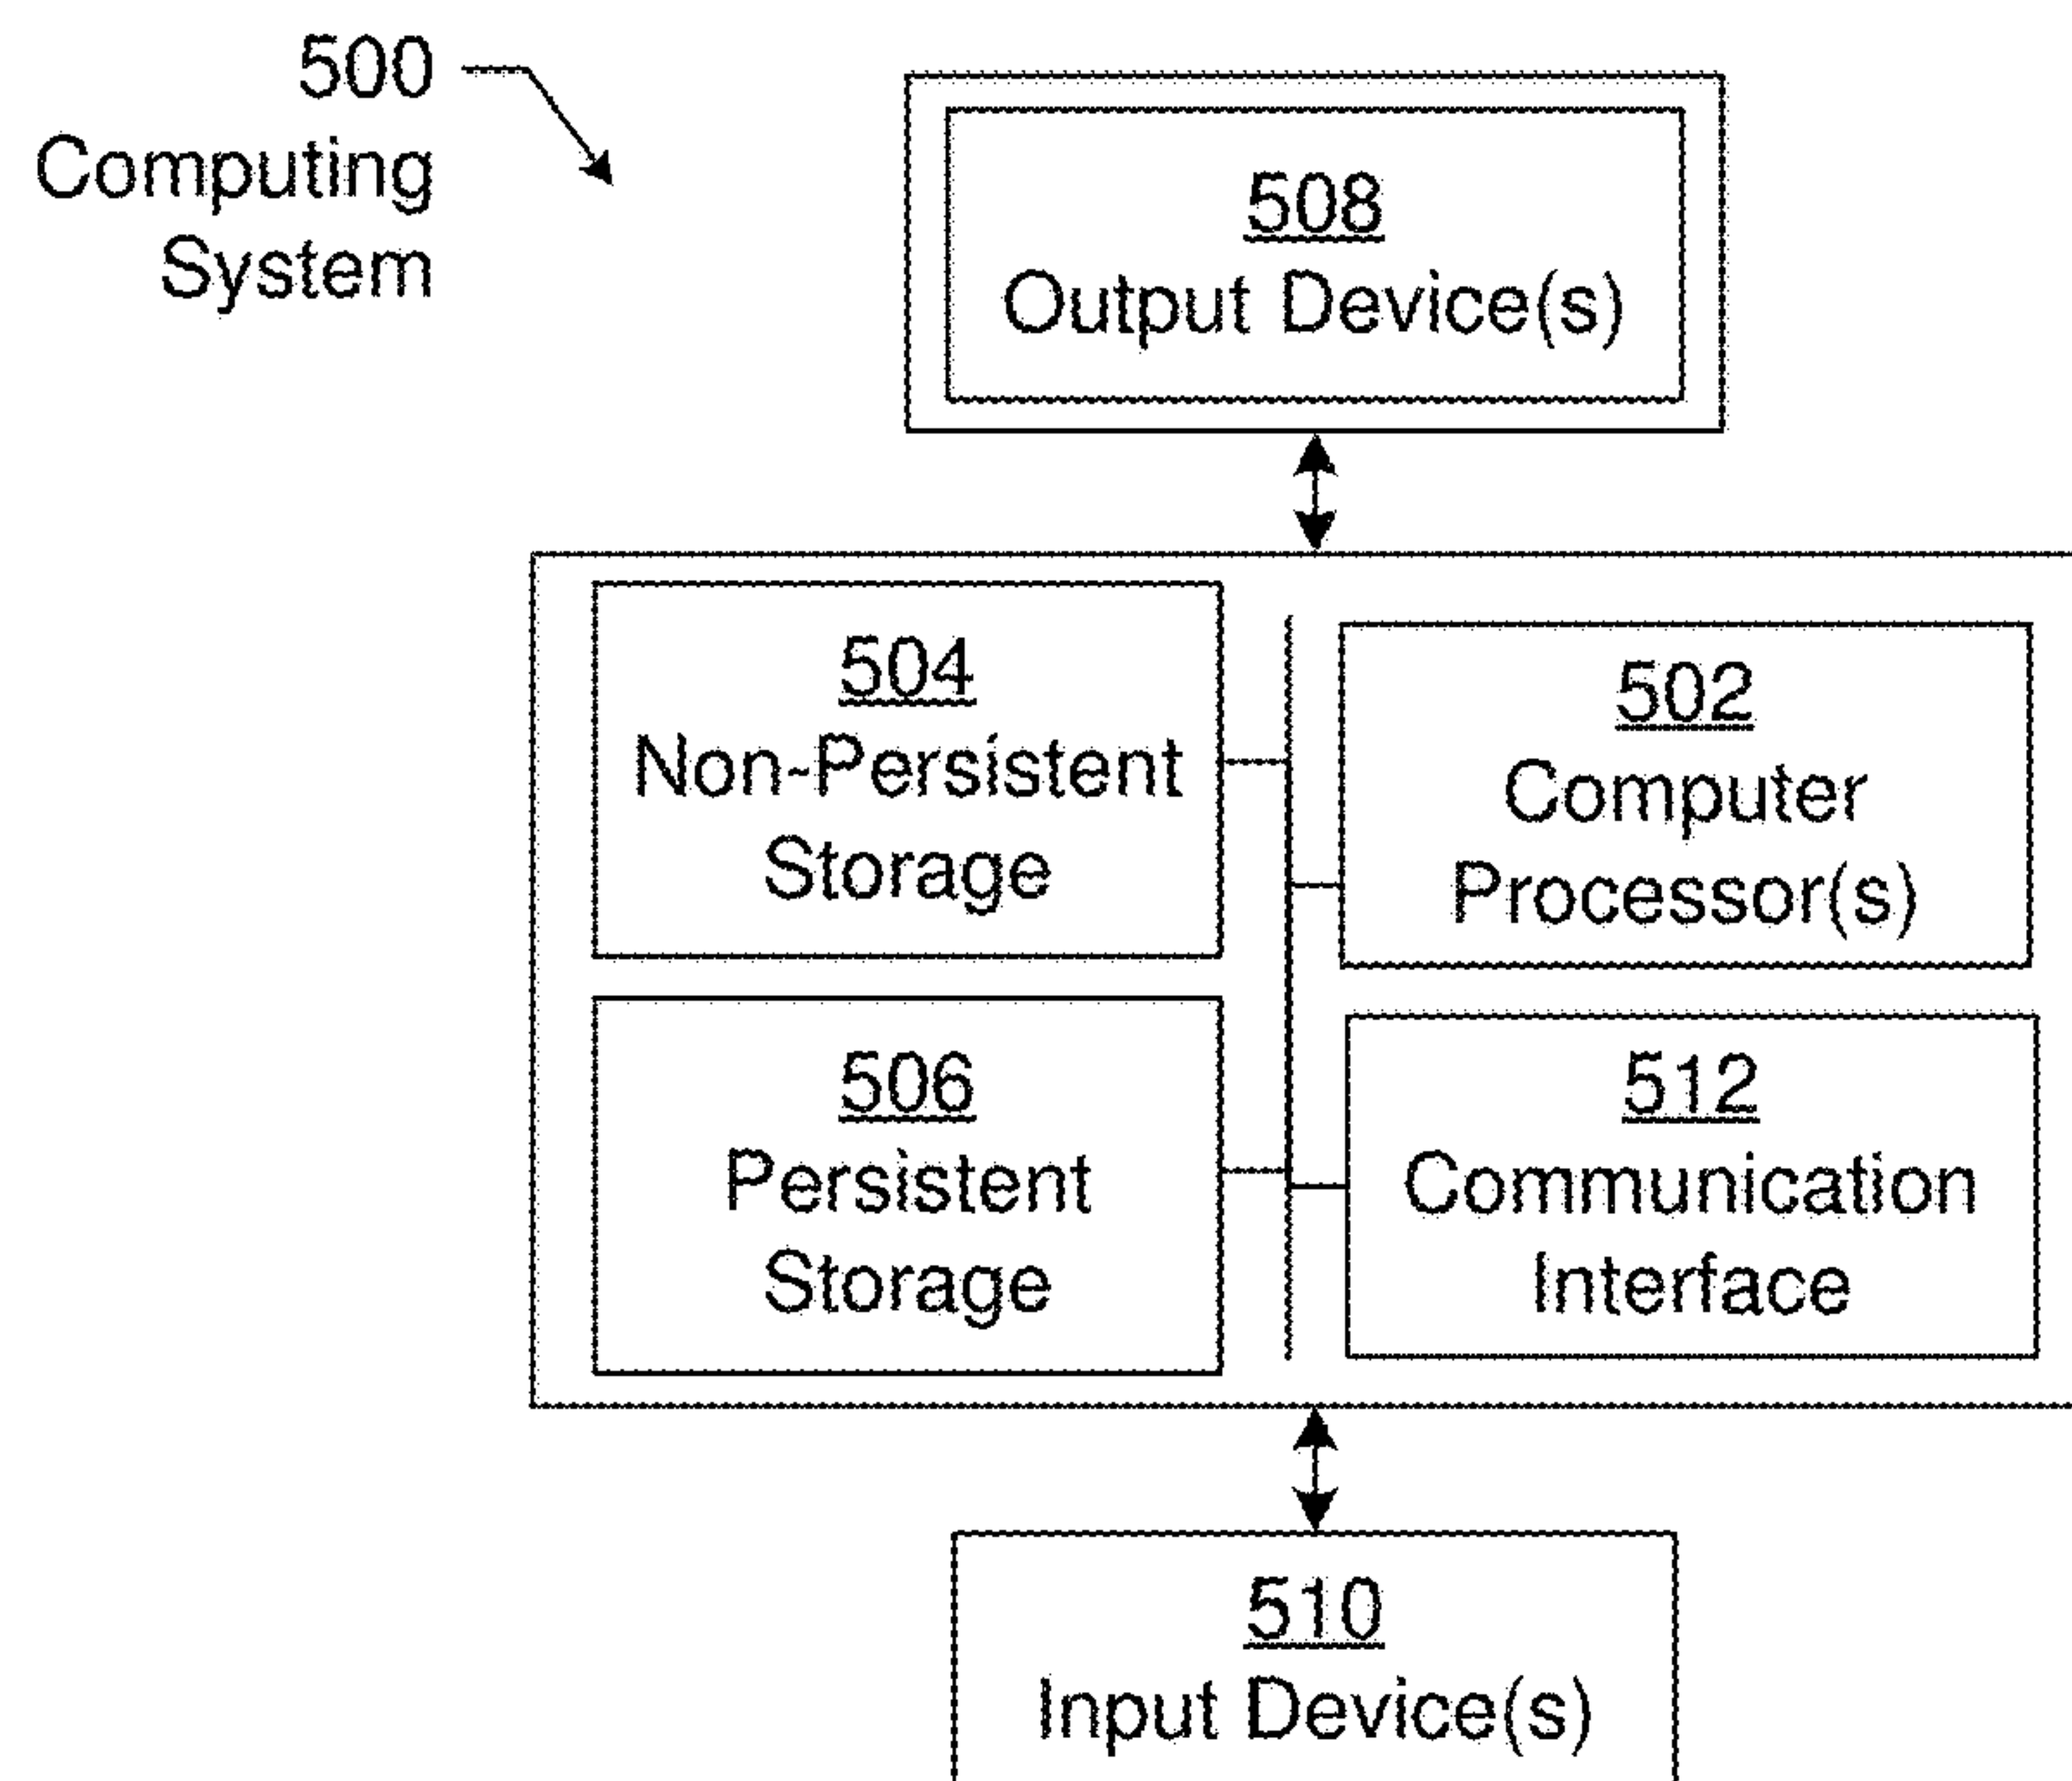 500
Computing
System
508
Output Device(s)
504
Non-Persistent
Storage
502
Computer
Processor(s)
506
Persistent
Storage
512
Communication
Interface
510
Input Device(s)